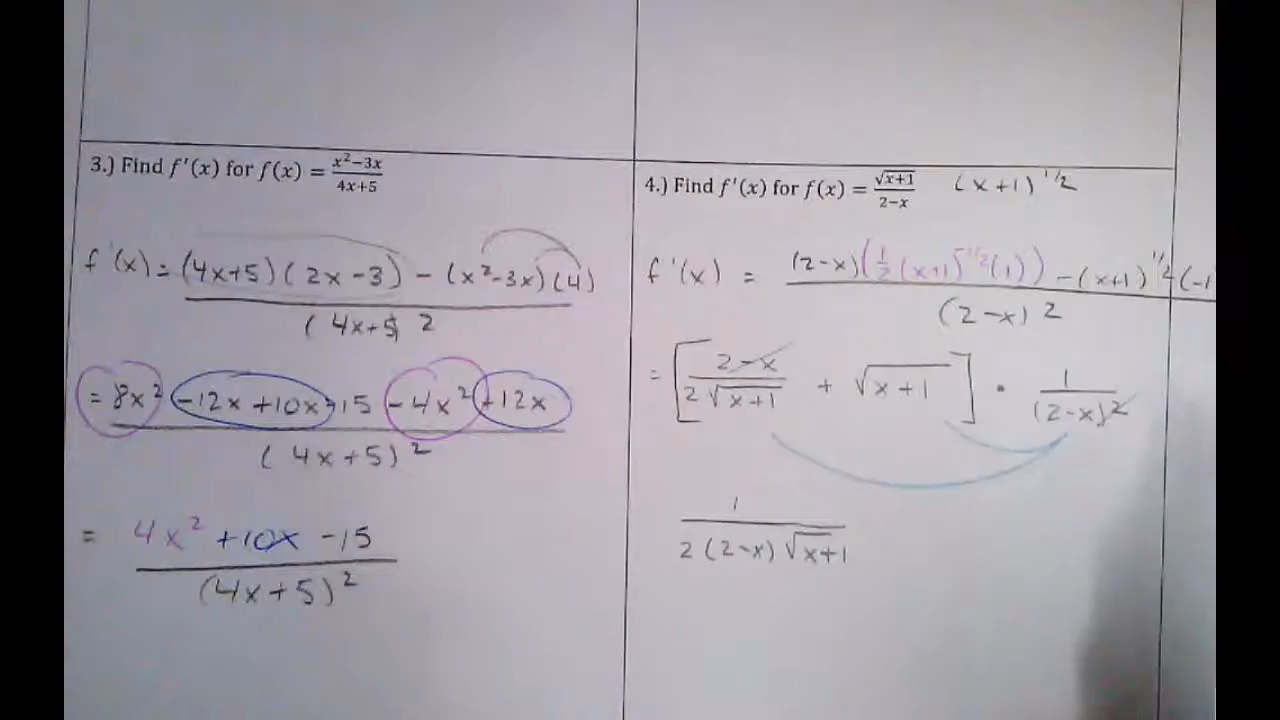 3.) Find f'(x) for f(x) = x²−3x / 4x+5
f'(x) = (4x+5)(2x−3) − (x²−3x)(4) / (4x+5)²
= 8x² −12x +10x −15 −4x² +12x / (4x+5)²
= 4x² +10x −15 / (4x+5)²
4.) Find f'(x) for f(x) = √x+1 / 2−x (x+1)^1/2
f'(x) = (2−x)(1/2 (x+1)^−1/2 (1)) − (x+1)^1/2 (−1 / (2−x)²
= [2−x / 2√x+1 + √x+1] · 1 / (2−x)²
1 / 2(2−x)√x+1